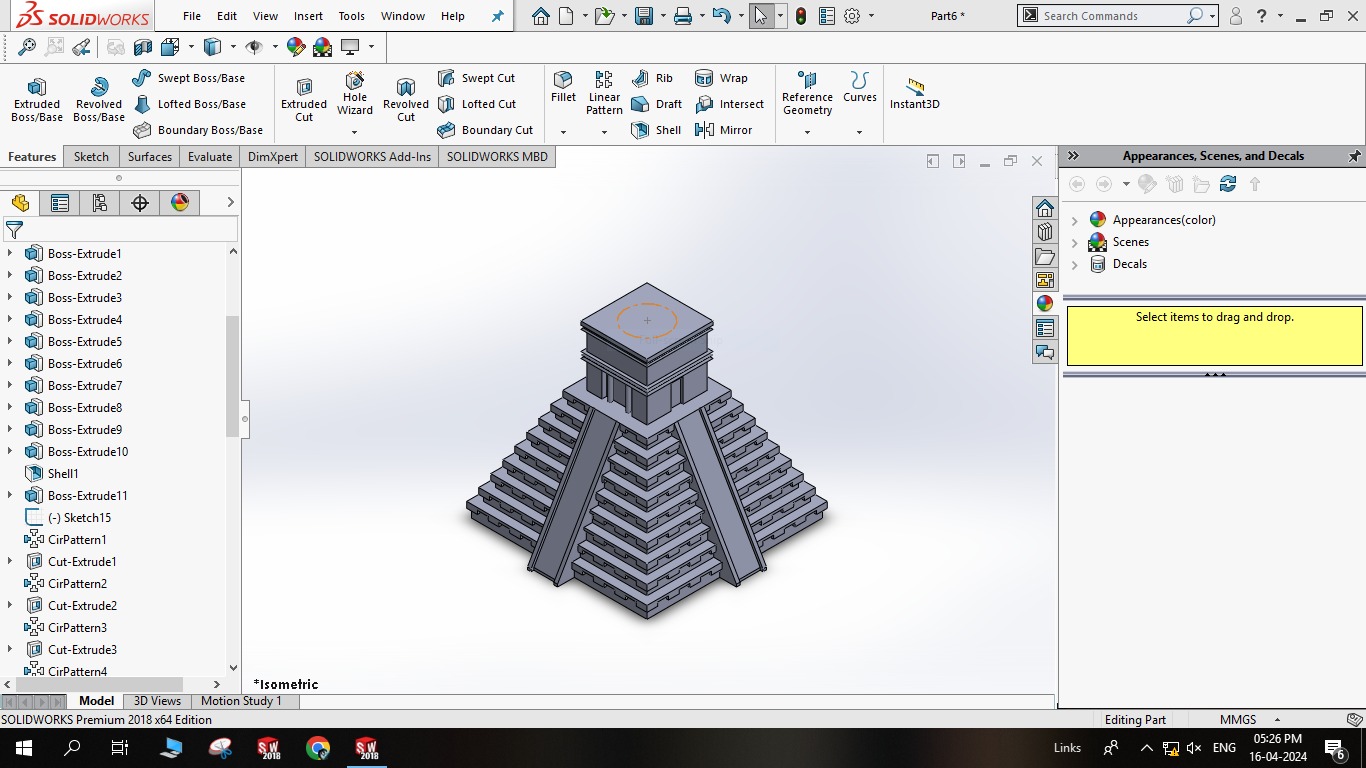 SOLIDWORKS
File Edit View Insert Tools Window Help
Part6 *
Search Commands
?
Extruded Boss/Base
Revolved Boss/Base
Swept Boss/Base
Lofted Boss/Base
Boundary Boss/Base
Extruded Cut
Hole Wizard
Revolved Cut
Swept Cut
Lofted Cut
Boundary Cut
Fillet
Linear Pattern
Rib
Draft
Shell
Wrap
Intersect
Mirror
Reference Geometry
Curves
Instant3D
Features Sketch Surfaces Evaluate DimXpert SOLIDWORKS Add-Ins SOLIDWORKS MBD
Boss-Extrude1
Boss-Extrude2
Boss-Extrude3
Boss-Extrude4
Boss-Extrude5
Boss-Extrude6
Boss-Extrude7
Boss-Extrude8
Boss-Extrude9
Boss-Extrude10
Shell1
Boss-Extrude11
(-) Sketch15
CirPattern1
Cut-Extrude1
CirPattern2
Cut-Extrude2
CirPattern3
Cut-Extrude3
CirPattern4
*Isometric
Appearances, Scenes, and Decals
Appearances(color)
Scenes
Decals
Select items to drag and drop.
Model 3D Views Motion Study 1
SOLIDWORKS Premium 2018 x64 Edition
Editing Part MMGS
SW 2018
SW 2018
Links
ENG
05:26 PM
16-04-2024
6